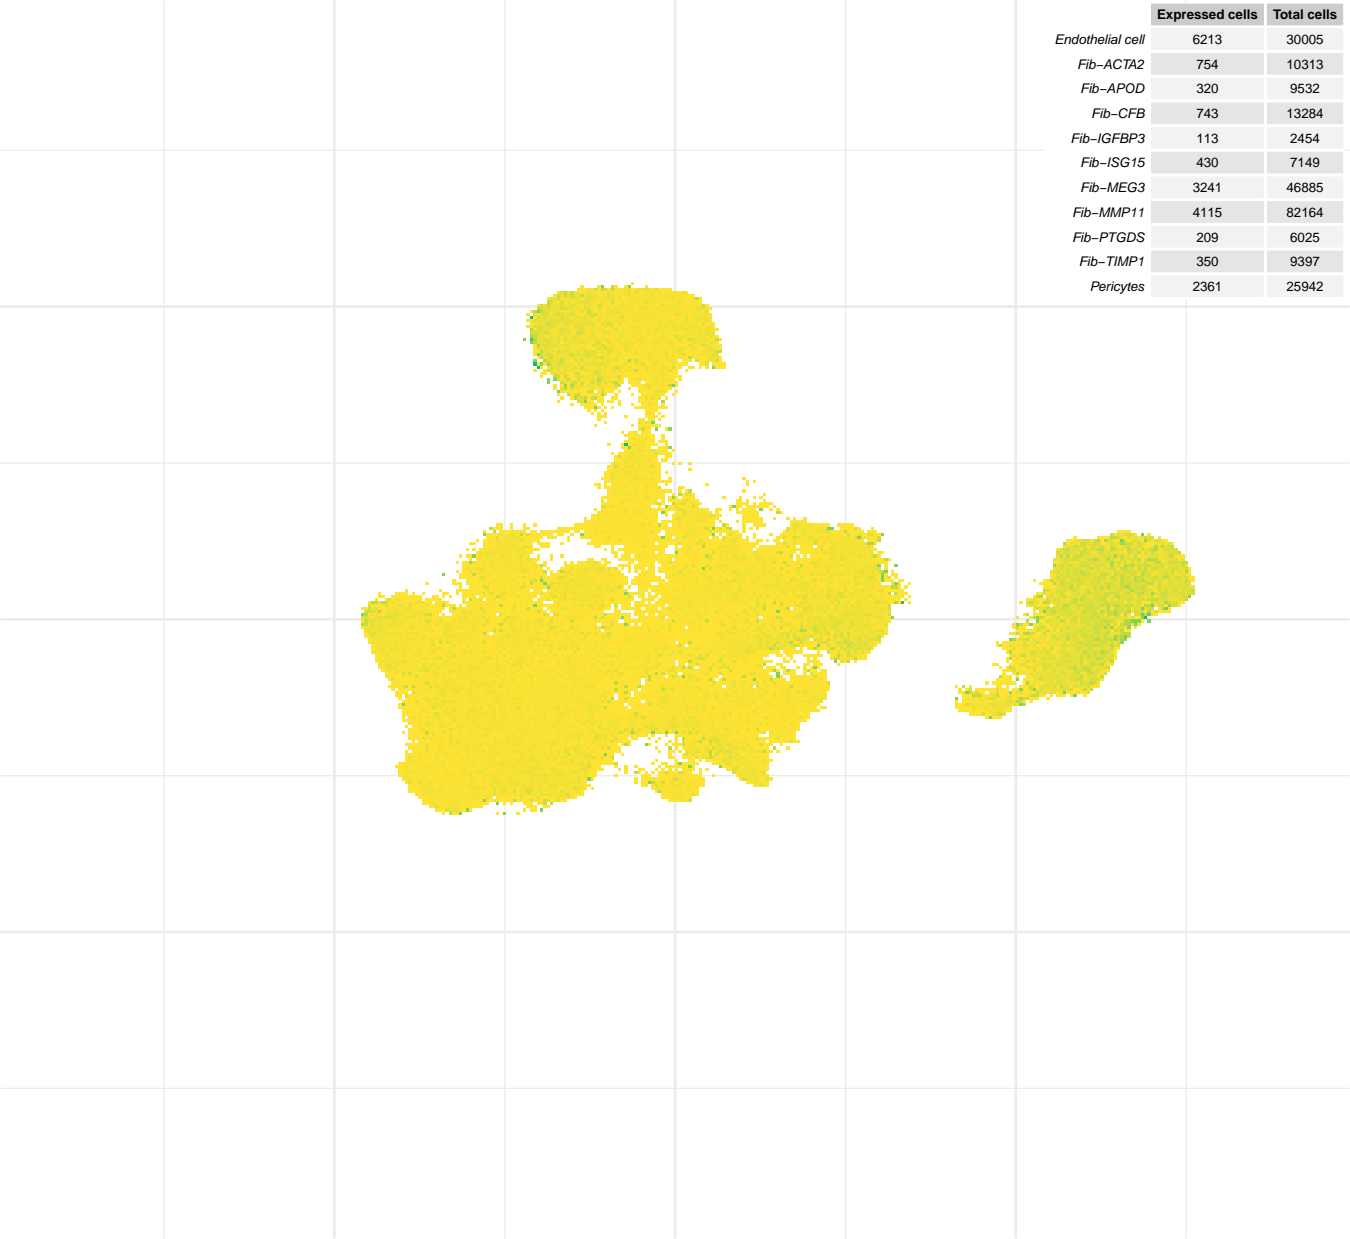 Expressed cells Total cells
Endothelial cell 6213 30005
Fib−ACTA2 754 10313
Fib−APOD 320 9532
Fib−CFB 743 13284
Fib−IGFBP3 113 2454
Fib−ISG15 430 7149
Fib−MEG3 3241 46885
Fib−MMP11 4115 82164
Fib−PTGDS 209 6025
Fib−TIMP1 350 9397
Pericytes 2361 25942